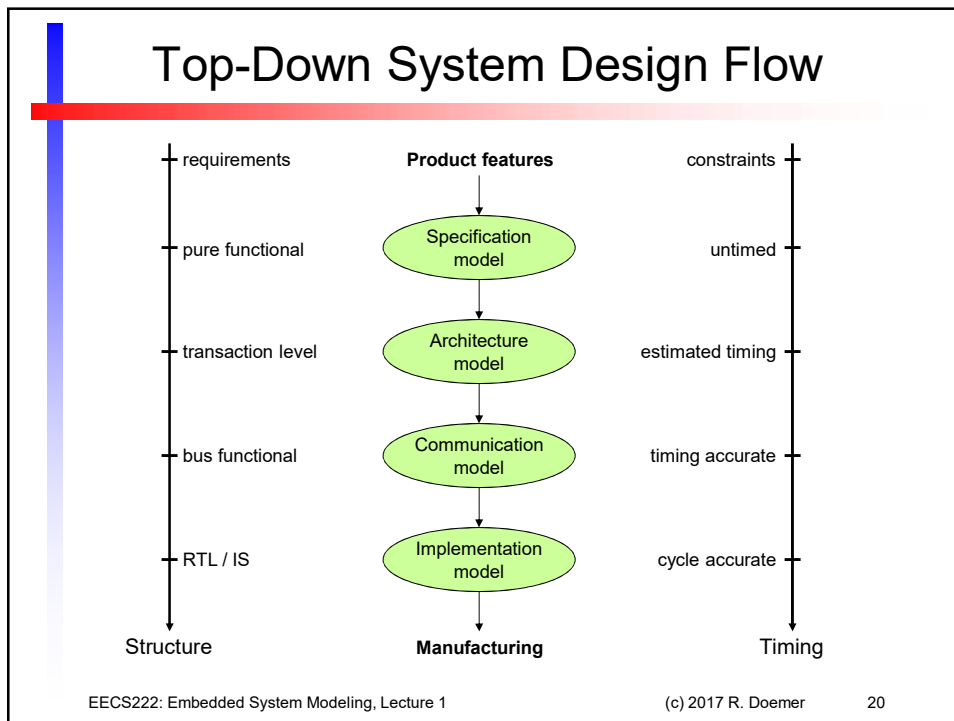 Top-Down System Design Flow
requirements
Product features
constraints
Specification
model
pure functional
untimed
Architecture
model
transaction level
estimated timing
Communication
model
bus functional
timing accurate
Implementation
model
RTL / IS
cycle accurate
Structure
Manufacturing
Timing
EECS222: Embedded System Modeling, Lecture 1
(c) 2017 R. Doemer
20